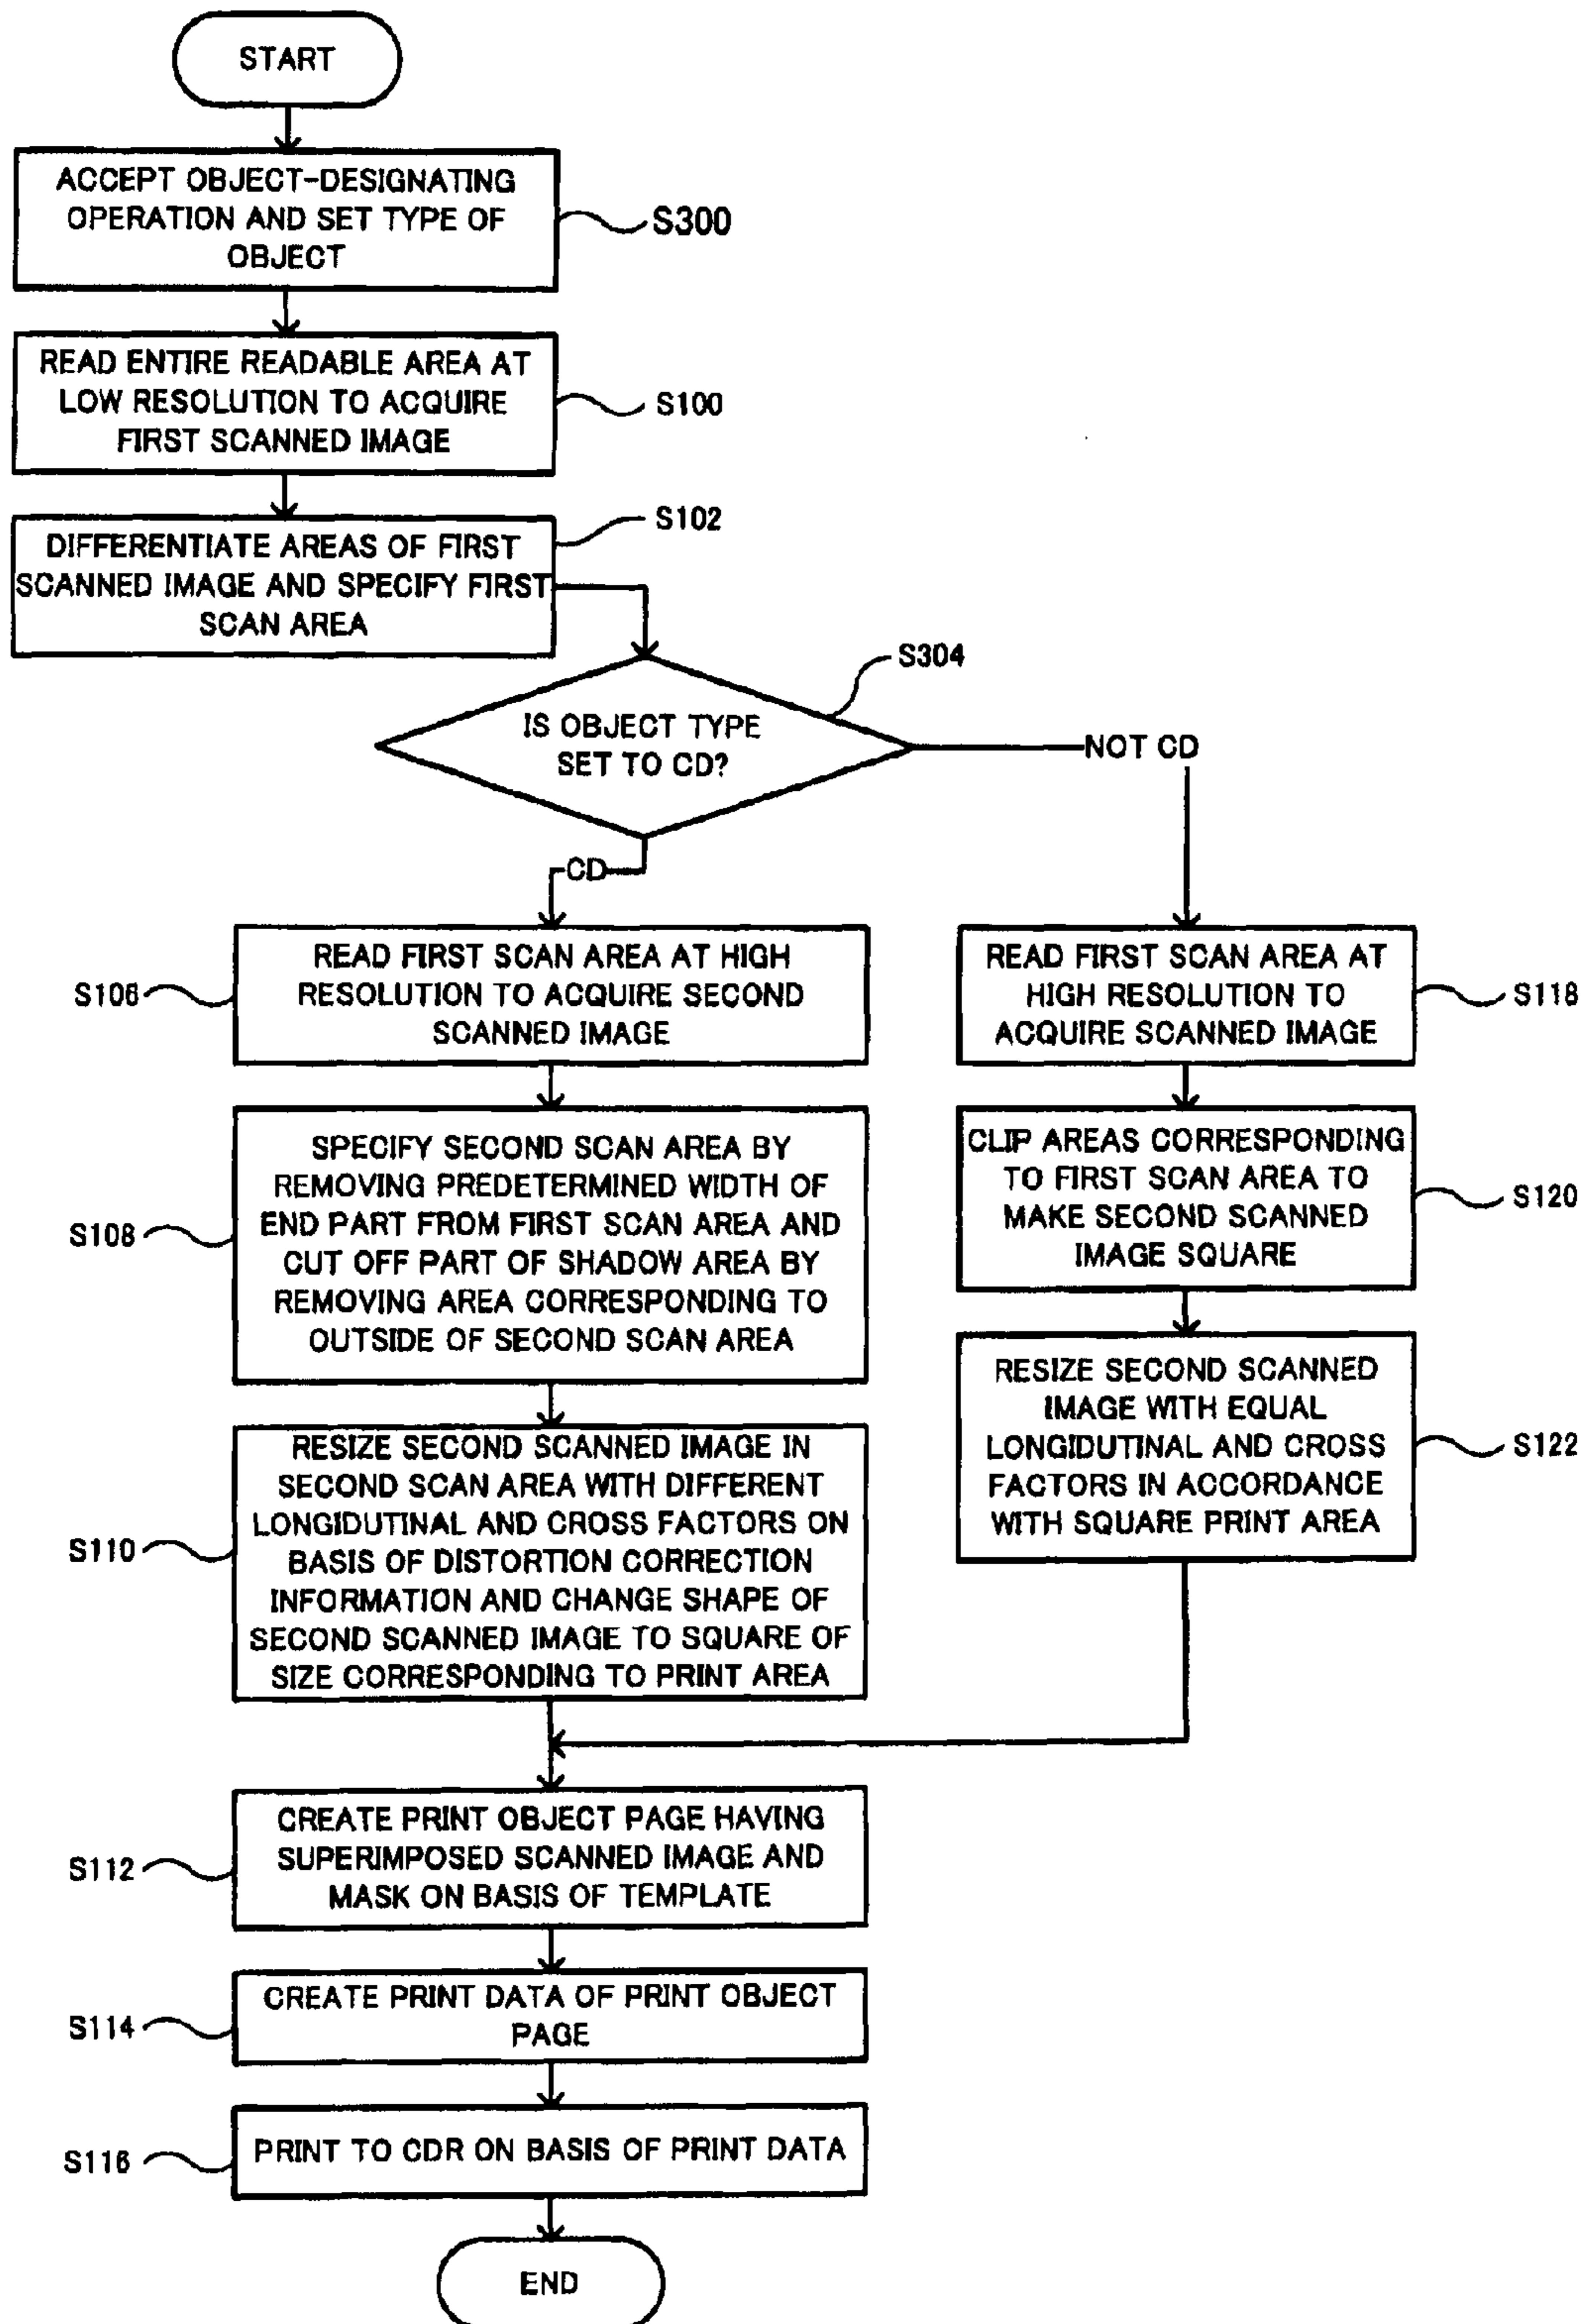 START
ACCEPT OBJECT-DESIGNATING
OPERATION AND SET TYPE OF
OBJECT
S300
READ ENTIRE READABLE AREA AT
LOW RESOLUTION TO ACQUIRE
FIRST SCANNED IMAGE
S100
S102
DIFFERENTIATE AREAS OF FIRST
SCANNED IMAGE AND SPECIFY FIRST
SCAN AREA
S304
IS OBJECT TYPE
SET TO CD?
NOT CD
CD
READ FIRST SCAN AREA AT HIGH
RESOLUTION TO ACQUIRE SECOND
SCANNED IMAGE
S106
READ FIRST SCAN AREA AT
HIGH RESOLUTION TO
ACQUIRE SCANNED IMAGE
S118
SPECIFY SECOND SCAN AREA BY
REMOVING PREDETERMINED WIDTH OF
END PART FROM FIRST SCAN AREA AND
CUT OFF PART OF SHADOW AREA BY
REMOVING AREA CORRESPONDING TO
OUTSIDE OF SECOND SCAN AREA
S108
CLIP AREAS CORRESPONDING
TO FIRST SCAN AREA TO
MAKE SECOND SCANNED
IMAGE SQUARE
S120
RESIZE SECOND SCANNED
IMAGE WITH EQUAL
LONGIDUTINAL AND CROSS
FACTORS IN ACCORDANCE
WITH SQUARE PRINT AREA
S122
RESIZE SECOND SCANNED IMAGE IN
SECOND SCAN AREA WITH DIFFERENT
LONGIDUTINAL AND CROSS FACTORS ON
BASIS OF DISTORTION CORRECTION
INFORMATION AND CHANGE SHAPE OF
SECOND SCANNED IMAGE TO SQUARE OF
SIZE CORRESPONDING TO PRINT AREA
S110
CREATE PRINT OBJECT PAGE HAVING
SUPERIMPOSED SCANNED IMAGE AND
MASK ON BASIS OF TEMPLATE
S112
CREATE PRINT DATA OF PRINT OBJECT
PAGE
S114
PRINT TO CDR ON BASIS OF PRINT DATA
S116
END